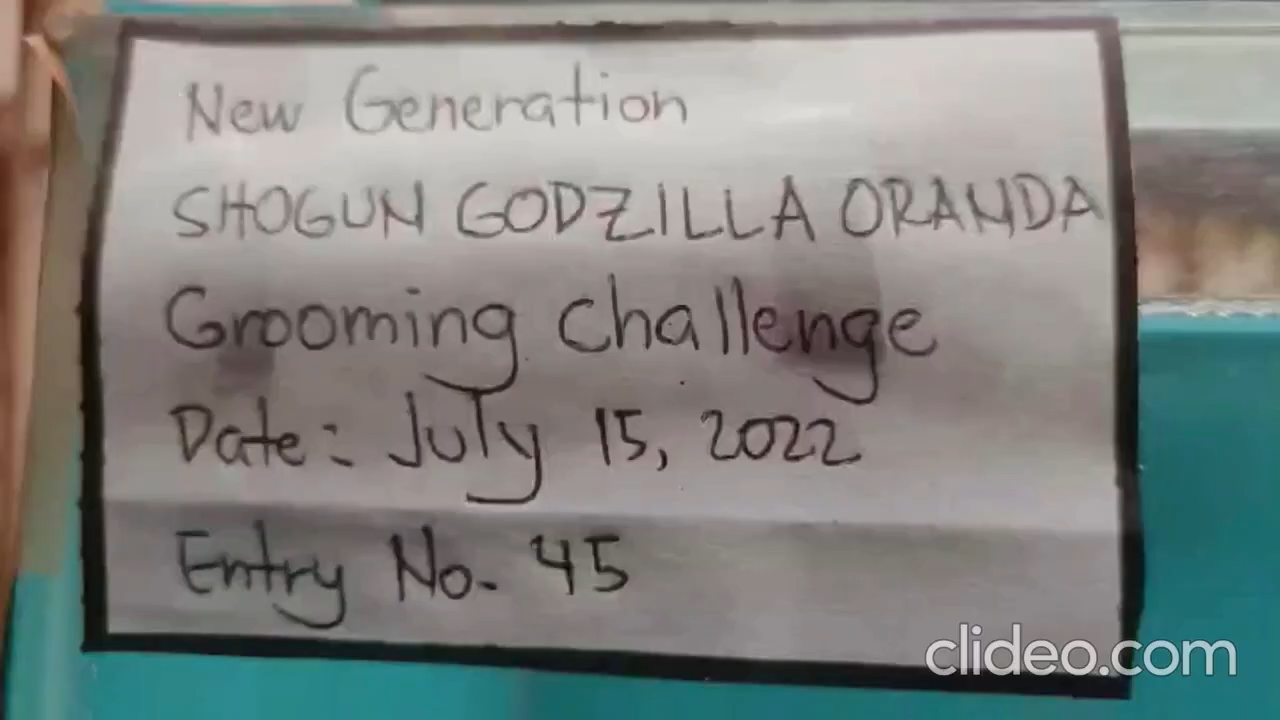 New Generation
SHOGUN GODZILLA ORANDA
Grooming Challenge
Date: July 15, 2022
Entry No. 45
clideo.com